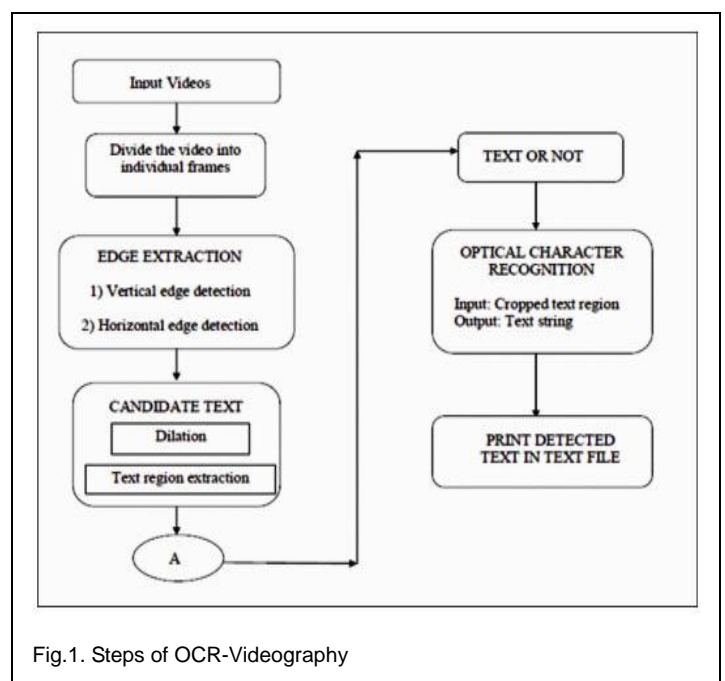 Input Videos
Divide the video into
individual frames
EDGE EXTRACTION
1) Vertical edge detection
2) Horizontal edge detection
CANDIDATE TEXT
Dilation
Text region extraction
A
TEXT OR NOT
OPTICAL CHARACTER
RECOGNITION
Input: Cropped text region
Output: Text string
PRINT DETECTED
TEXT IN TEXT FILE
Fig.1. Steps of OCR-Videography